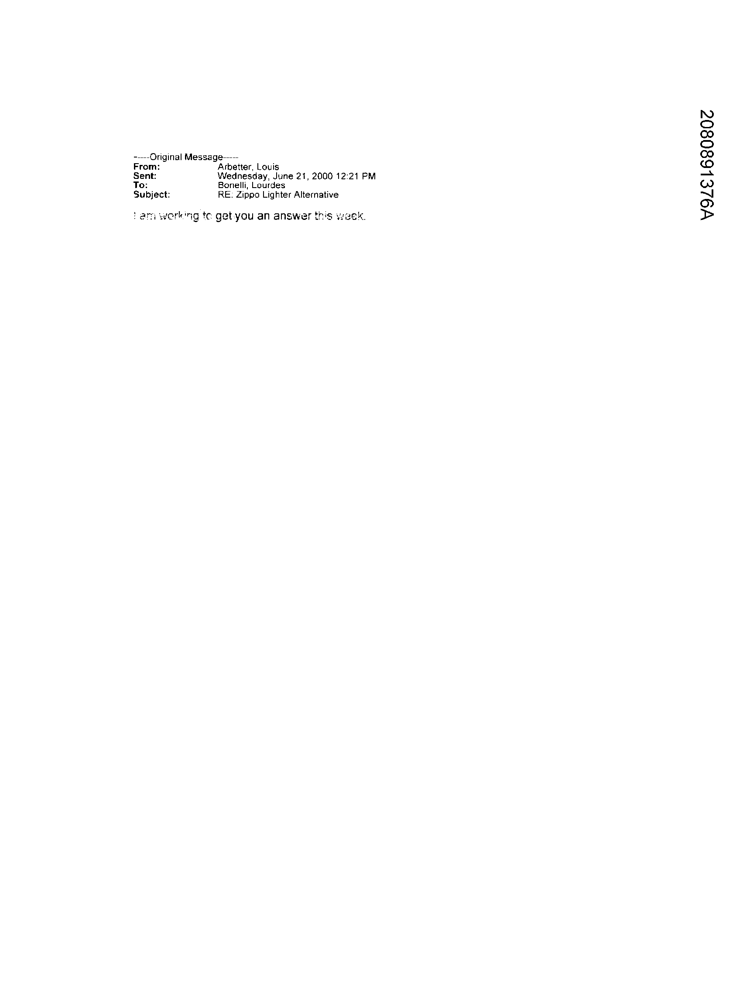 -----Original Message-----
From: Arbetter, Louis
Sent: Wednesday, June 21, 2000 12:21 PM
To: Bonelli, Lourdes
Subject: RE: Zippo Lighter Alternative
I am working to get you an answer this week.
2080891376A